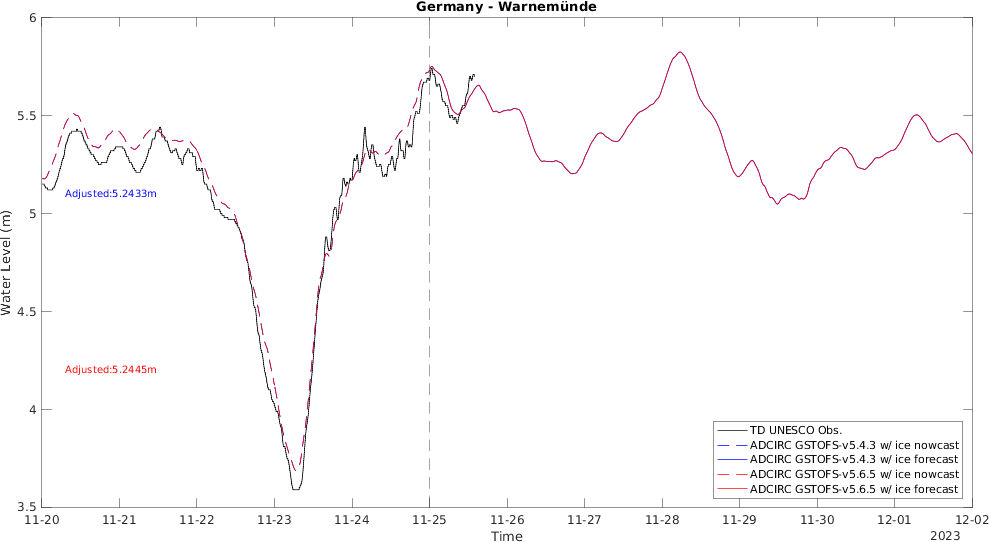 Germany - Warnemünde
6
5.5
5
4.5
4
3.5
Water Level (m)
Adjusted:5.2433m
Adjusted:5.2445m
TD UNESCO Obs.
ADCIRC GSTOFS-v5.4.3 w/ ice nowcast
ADCIRC GSTOFS-v5.4.3 w/ ice forecast
ADCIRC GSTOFS-v5.6.5 w/ ice nowcast
ADCIRC GSTOFS-v5.6.5 w/ ice forecast
11-20 11-21 11-22 11-23 11-24 11-25 11-26 11-27 11-28 11-29 11-30 12-01 12-02
Time
2023